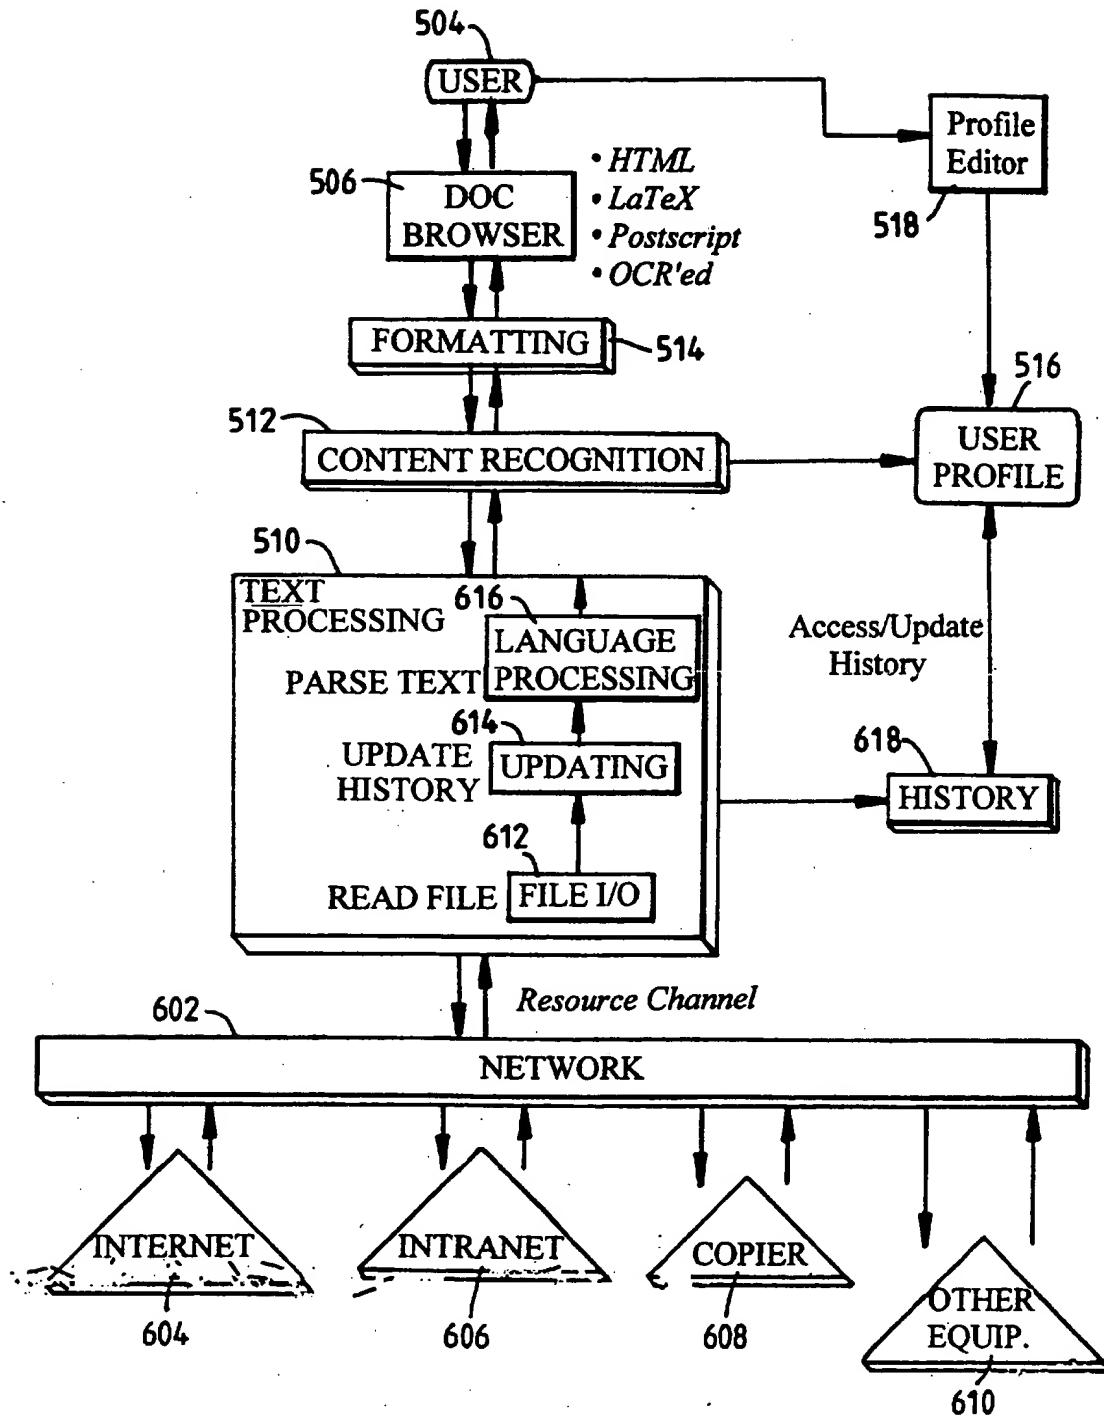 504
USER
Profile
Editor
518
506
DOC
BROWSER
• HTML
• LaTeX
• Postscript
• OCR'ed
FORMATTING
514
512
CONTENT RECOGNITION
516
USER
PROFILE
510
TEXT
PROCESSING
616
LANGUAGE
PROCESSING
PARSE TEXT
Access/Update
History
614
UPDATE
HISTORY
UPDATING
618
HISTORY
612
READ FILE
FILE I/O
Resource Channel
602
NETWORK
INTERNET
604
INTRANET
606
COPIER
608
OTHER
EQUIP.
610